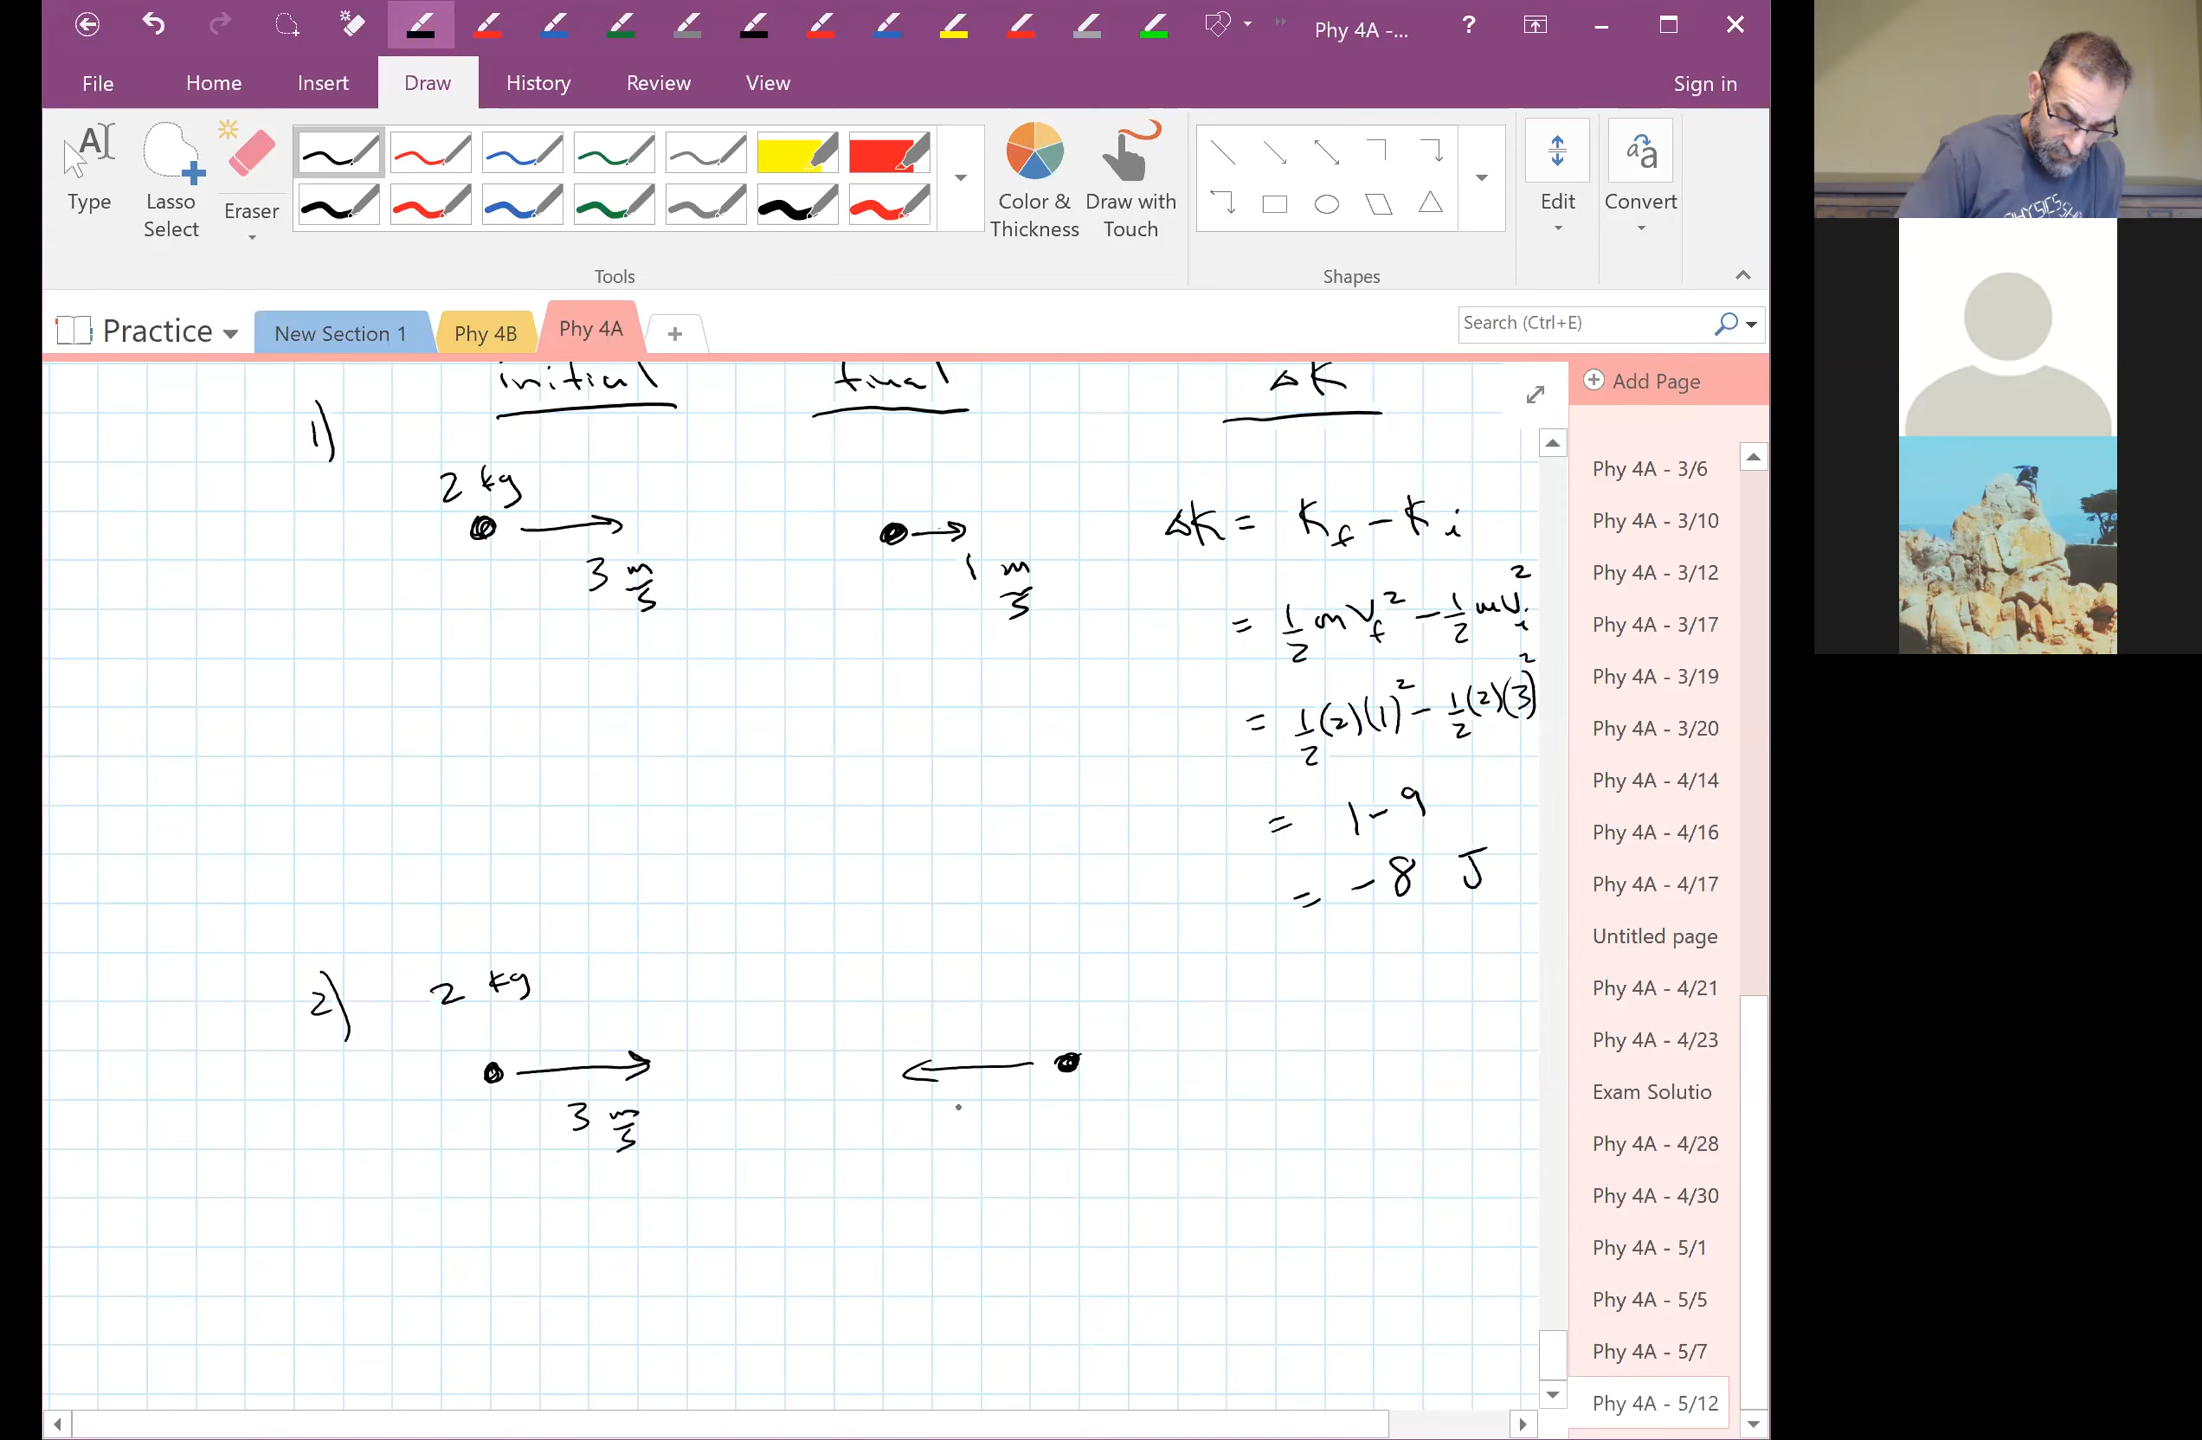 Phy 4A -...
?
File Home Insert Draw History Review View
Sign in
Type
Lasso Select
Eraser
Color & Thickness
Draw with Touch
Edit
Convert
Tools
Shapes
Practice
New Section 1
Phy 4B
Phy 4A
Search (Ctrl+E)
initial final ΔK
1)
2 kg
3 m/s
1 m/s
ΔK = K_f - K_i
= 1/2 m v_f^2 - 1/2 m v_i^2
= 1/2 (2)(1)^2 - 1/2 (2)(3)^2
= 1 - 9
= -8 J
2) 2 kg
3 m/s
Add Page
Phy 4A - 3/6
Phy 4A - 3/10
Phy 4A - 3/12
Phy 4A - 3/17
Phy 4A - 3/19
Phy 4A - 3/20
Phy 4A - 4/14
Phy 4A - 4/16
Phy 4A - 4/17
Untitled page
Phy 4A - 4/21
Phy 4A - 4/23
Exam Solutio
Phy 4A - 4/28
Phy 4A - 4/30
Phy 4A - 5/1
Phy 4A - 5/5
Phy 4A - 5/7
Phy 4A - 5/12